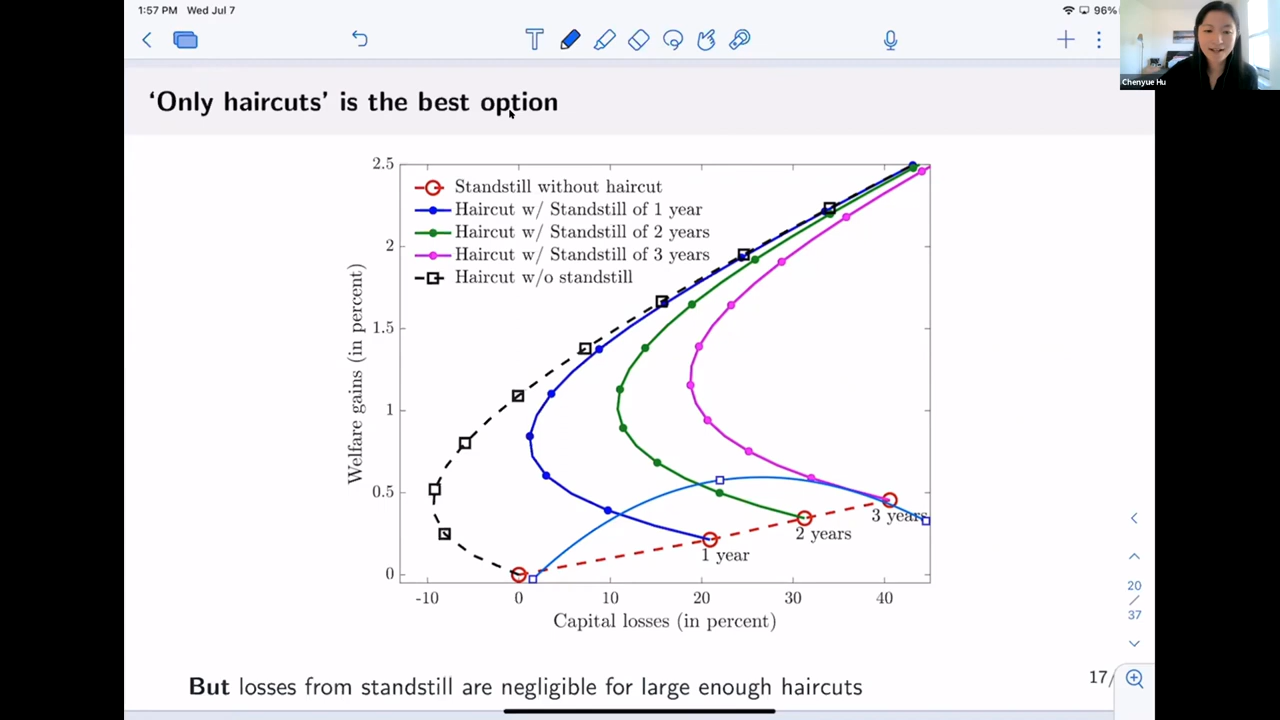 1:57 PM Wed Jul 7
96%
Chenyue Hu
'Only haircuts' is the best option
2.5
2
1.5
1
0.5
0
Welfare gains (in percent)
Standstill without haircut
Haircut w/ Standstill of 1 year
Haircut w/ Standstill of 2 years
Haircut w/ Standstill of 3 years
Haircut w/o standstill
3 years
2 years
1 year
-10 0 10 20 30 40
Capital losses (in percent)
20
/
37
But losses from standstill are negligible for large enough haircuts
17/